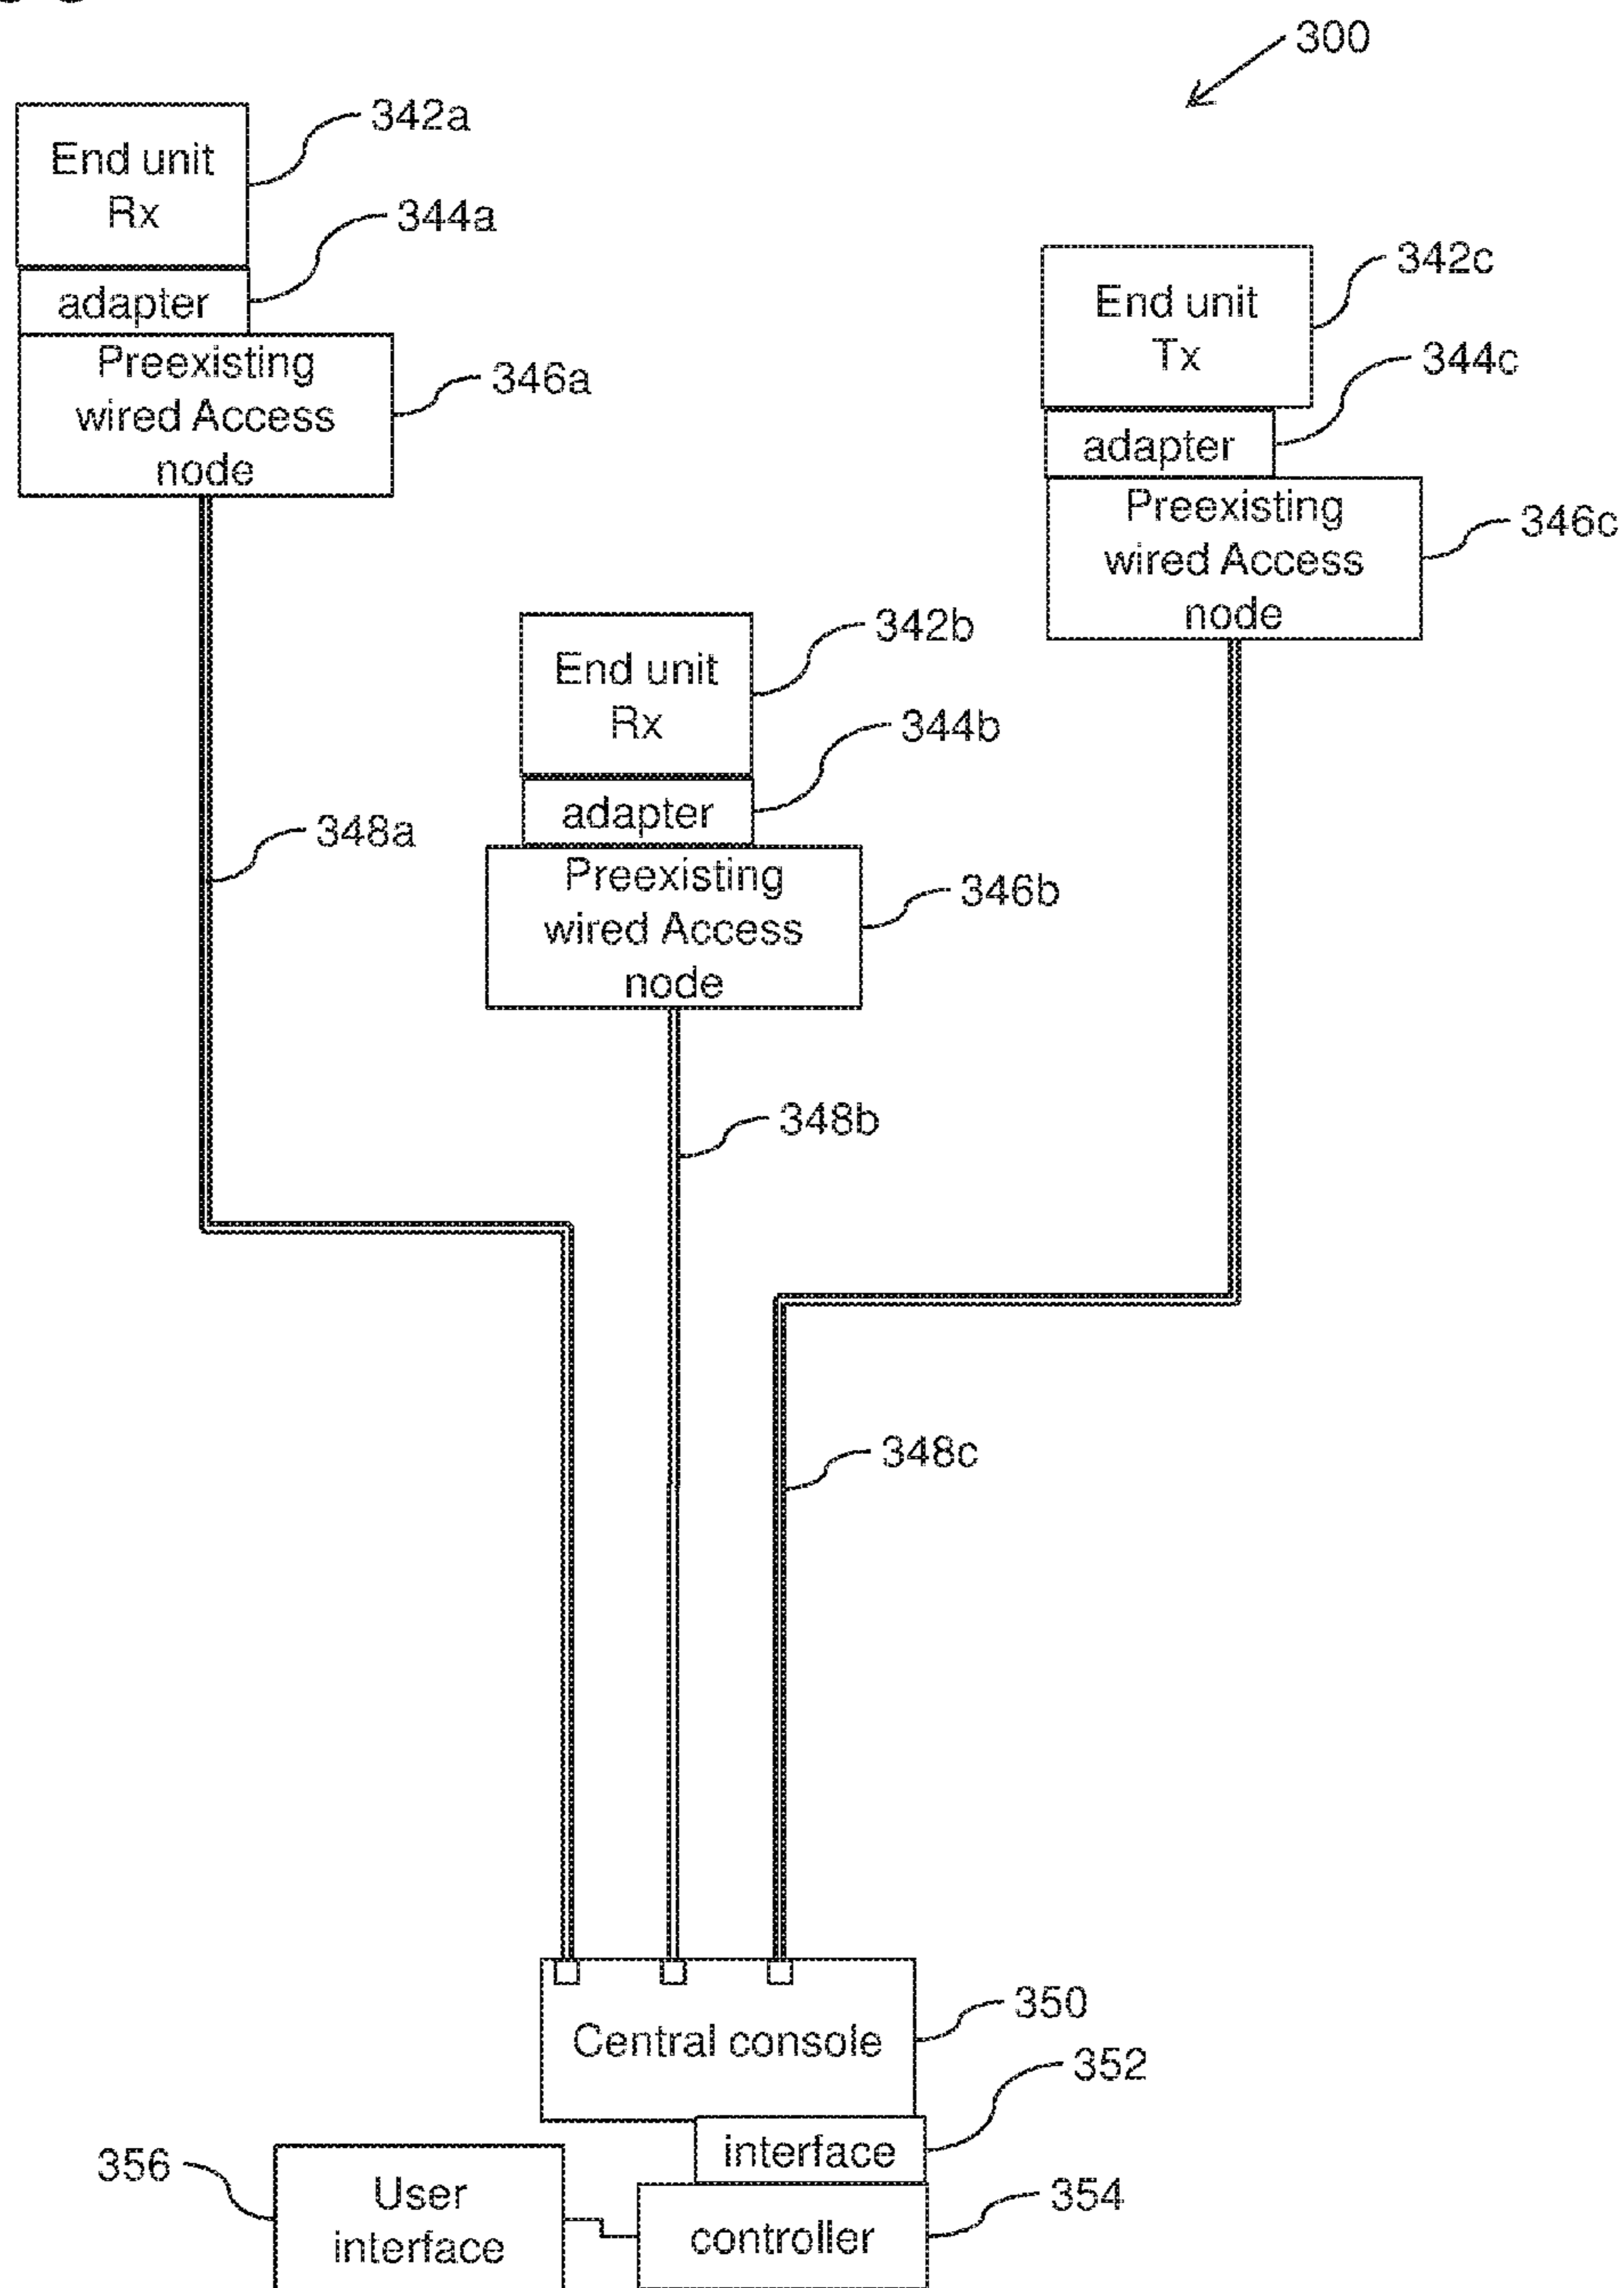 300
End unit
Rx
342a
344a
adapter
Preexisting
wired Access
node
346a
End unit
Tx
342c
344c
adapter
Preexisting
wired Access
node
346c
End unit
Rx
342b
344b
adapter
Preexisting
wired Access
node
346b
348a
348b
348c
Central console
350
352
interface
356
User
interface
controller
354